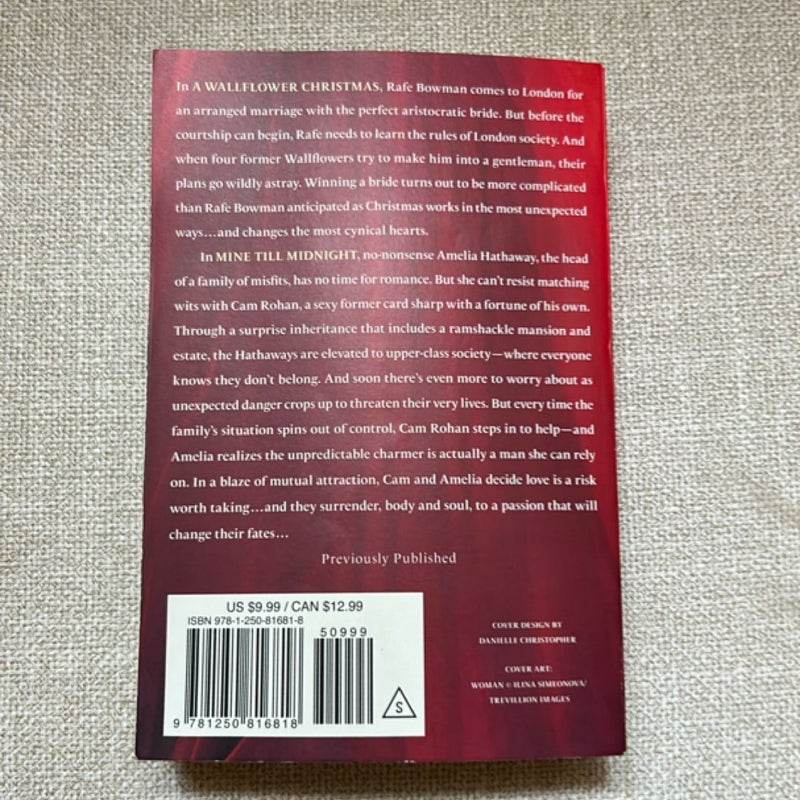 In A WALLFLOWER CHRISTMAS, Rafe Bowman comes to London for
an arranged marriage with the perfect aristocratic bride. But before the
courtship can begin, Rafe needs to learn the rules of London society. And
when four former Wallflowers try to make him into a gentleman, their
plans go wildly astray. Winning a bride turns out to be more complicated
than Rafe Bowman anticipated as Christmas works in the most unexpected
ways...and changes the most cynical hearts.
In MINE TILL MIDNIGHT, no-nonsense Amelia Hathaway, the head
of a family of misfits, has no time for romance. But she can't resist matching
wits with Cam Rohan, a sexy former card sharp with a fortune of his own.
Through a surprise inheritance that includes a ramshackle mansion and
estate, the Hathaways are elevated to upper-class society—where everyone
knows they don't belong. And soon there's even more to worry about as
unexpected danger crops up to threaten their very lives. But every time the
family's situation spins out of control, Cam Rohan steps in to help—and
Amelia realizes the unpredictable charmer is actually a man she can rely
on. In a blaze of mutual attraction, Cam and Amelia decide love is a risk
worth taking...and they surrender, body and soul, to a passion that will
change their fates...
Previously Published
US $9.99 / CAN $12.99
ISBN 978-1-250-81681-8
50999
9 781250 816818
S
COVER DESIGN BY
DANIELLE CHRISTOPHER
COVER ART:
WOMAN © ILINA SIMEONOVA/
TREVILLION IMAGES